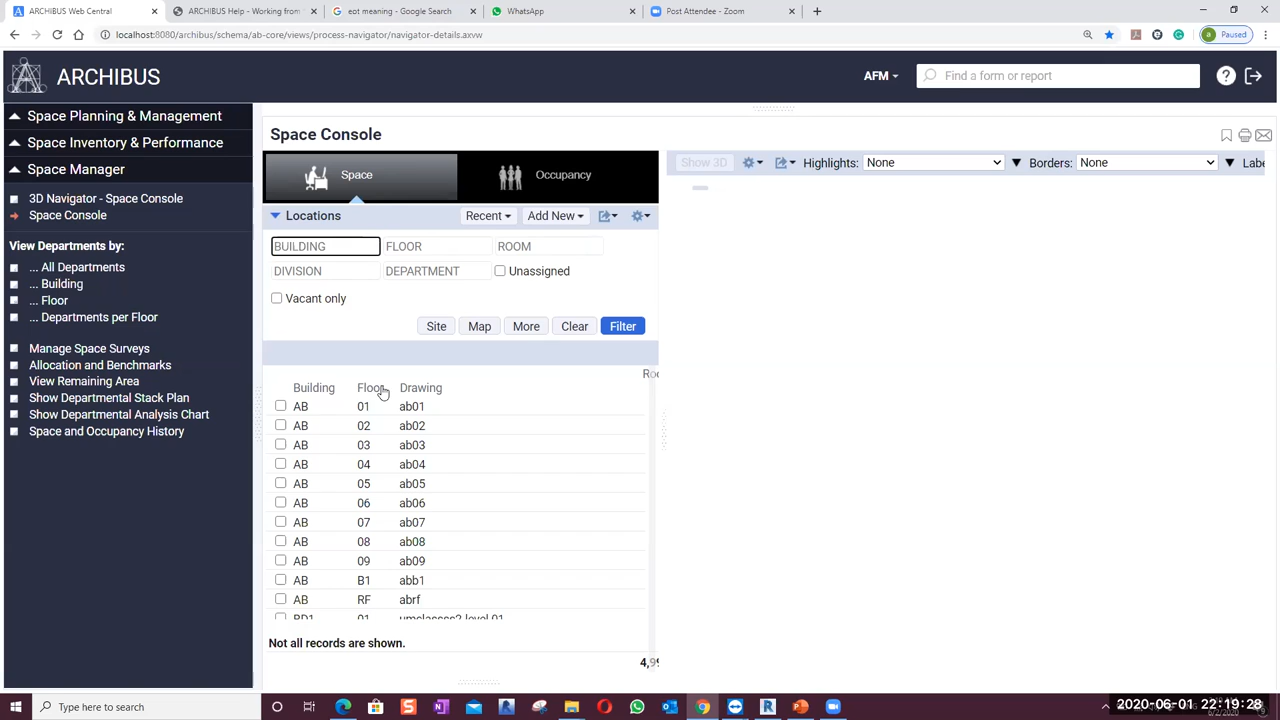 ARCHIBUS Web Central
ARCHIBUS Help - Working from
eot meaning - Google Search
WhatsApp
Post Attendee - Zoom
localhost:8080/archibus/schema/ab-core/views/process-navigator/navigator-details.axvw
a Paused
ARCHIBUS
AFM
Find a form or report
Space Planning & Management
Space Inventory & Performance
Space Manager
3D Navigator - Space Console
Space Console
View Departments by:
... All Departments
... Building
... Floor
... Departments per Floor
Manage Space Surveys
Allocation and Benchmarks
View Remaining Area
Show Departmental Stack Plan
Show Departmental Analysis Chart
Space and Occupancy History
Space Console
Space
Occupancy
Locations Recent Add New
BUILDING FLOOR ROOM
DIVISION DEPARTMENT Unassigned
Vacant only
Site Map More Clear Filter
Building Floor Drawing
AB 01 ab01
AB 02 ab02
AB 03 ab03
AB 04 ab04
AB 05 ab05
AB 06 ab06
AB 07 ab07
AB 08 ab08
AB 09 ab09
AB B1 abb1
AB RF abrf
BD1 01
Not all records are shown.
Show 3D Highlights: None Borders: None Labe
Type here to search
2020-06-01 22:19:28